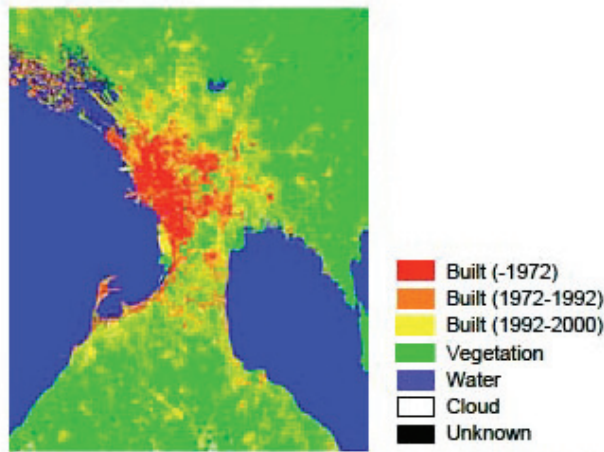 Built (-1972)
Built (1972-1992)
Built (1992-2000)
Vegetation
Water
Cloud
Unknown